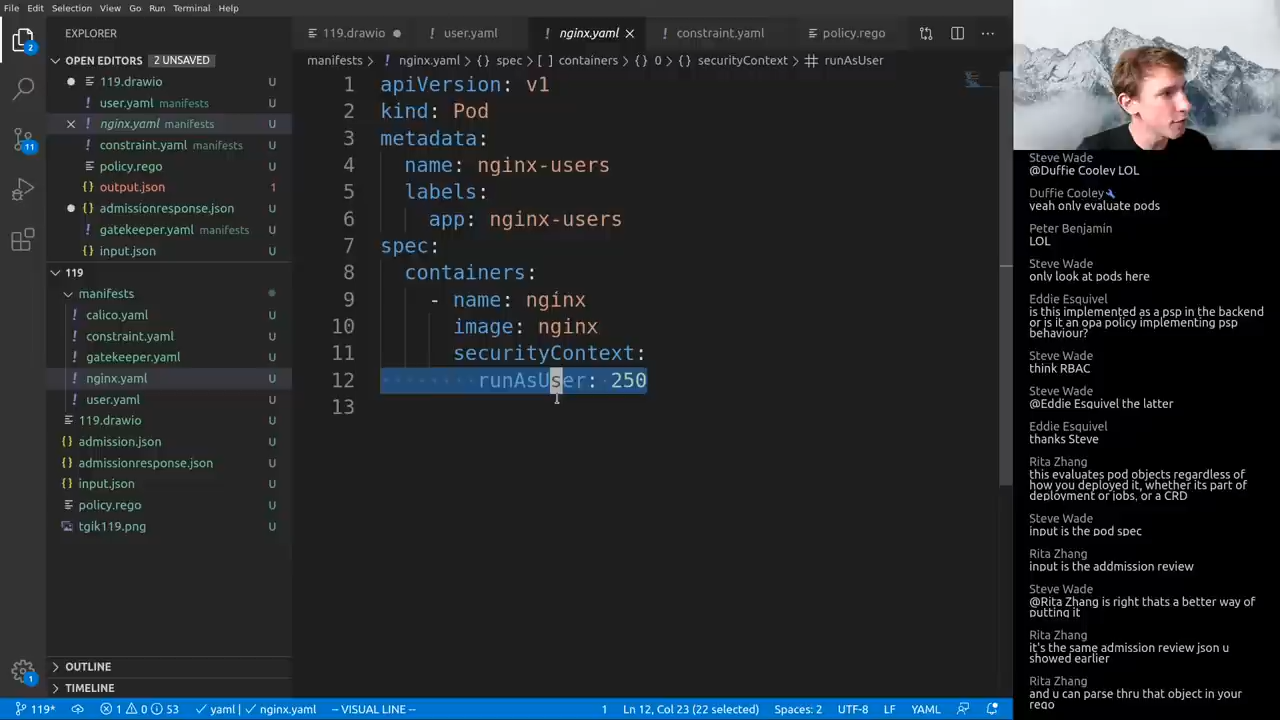 File Edit Selection View Go Run Terminal Help
EXPLORER
119.drawio
user.yaml
nginx.yaml
constraint.yaml
policy.rego
OPEN EDITORS 2 UNSAVED
manifests > nginx.yaml > {} spec > [ ] containers > {} 0 > {} securityContext > runAsUser
119.drawio
user.yaml manifests U
nginx.yaml manifests U
constraint.yaml manifests U
policy.rego U
output.json 1
admissionresponse.json U
gatekeeper.yaml manifests U
input.json U
119
manifests
calico.yaml U
constraint.yaml U
gatekeeper.yaml U
nginx.yaml U
user.yaml U
119.drawio U
admission.json U
admissionresponse.json U
input.json U
policy.rego U
tgik119.png U
OUTLINE
TIMELINE
2
11
1
1 apiVersion: v1
2 kind: Pod
3 metadata:
4 name: nginx-users
5 labels:
6 app: nginx-users
7 spec:
8 containers:
9 - name: nginx
10 image: nginx
11 securityContext:
12 runAsUser: 250
13
Steve Wade
@Duffie Cooley LOL
Duffie Cooley
yeah only evaluate pods
Peter Benjamin
LOL
Steve Wade
only look at pods here
Eddie Esquivel
is this implemented as a psp in the backend
or is it an opa policy implementing psp
behaviour?
Steve Wade
think RBAC
Steve Wade
@Eddie Esquivel the latter
Eddie Esquivel
thanks Steve
Rita Zhang
this evaluates pod objects regardless of
how you deployed it, whether its part of
deployment or jobs, or a CRD
Steve Wade
input is the pod spec
Rita Zhang
input is the addmission review
Steve Wade
@Rita Zhang is right thats a better way of
putting it
Rita Zhang
it's the same admission review json u
showed earlier
Rita Zhang
and u can parse thru that object in your
rego
119* 1 0 53 yaml | nginx.yaml -- VISUAL LINE -- 1 Ln 12, Col 23 (22 selected) Spaces: 2 UTF-8 LF YAML